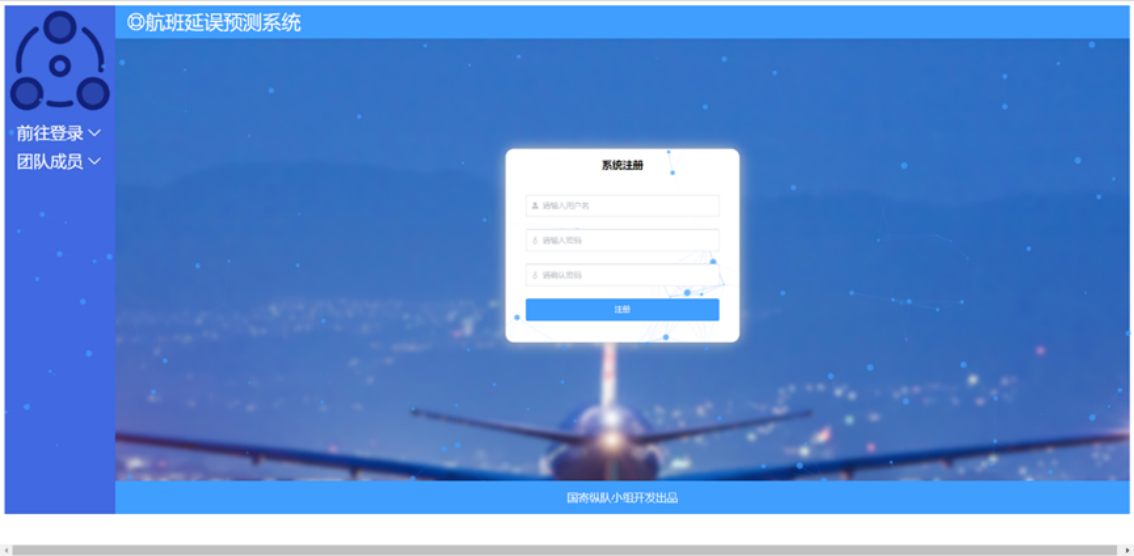 ◎航班延误预测系统
前往登录
团队成员
系统注册
请输入用户名
请输入密码
请确认密码
注册
国寄纵队小组开发出品